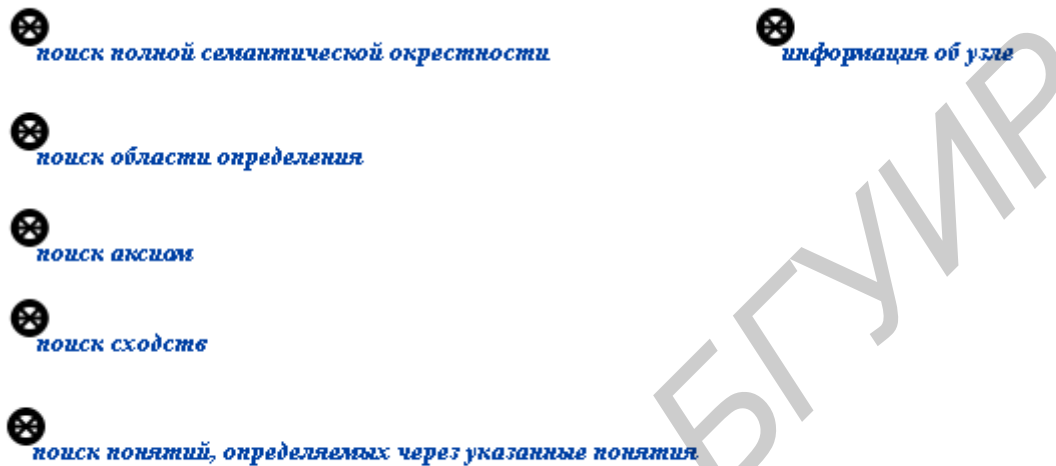 поиск полной семантической окрестности
информация об узле
поиск области определения
поиск аксиом
поиск сходств
поиск понятий, определяемых через указанные понятия
БГУИР